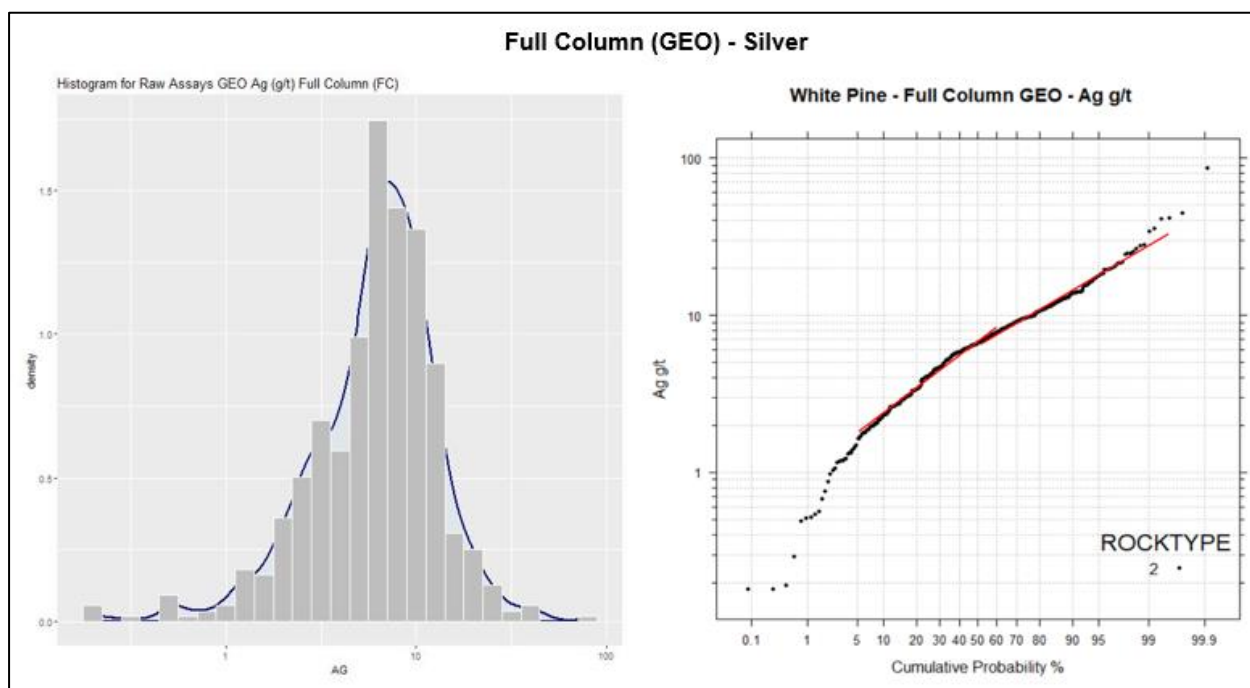 Full Column (GEO) - Silver
Histogram for Raw Assays GEO Ag (g/t) Full Column (FC)
1.5
1.0
0.5
0.0
density
1 10 100
AG
White Pine - Full Column GEO - Ag g/t
100
10
1
Ag g/t
ROCKTYPE
2
0.1 1 5 10 20 30 40 50 60 70 80 90 95 99 99.9
Cumulative Probability %